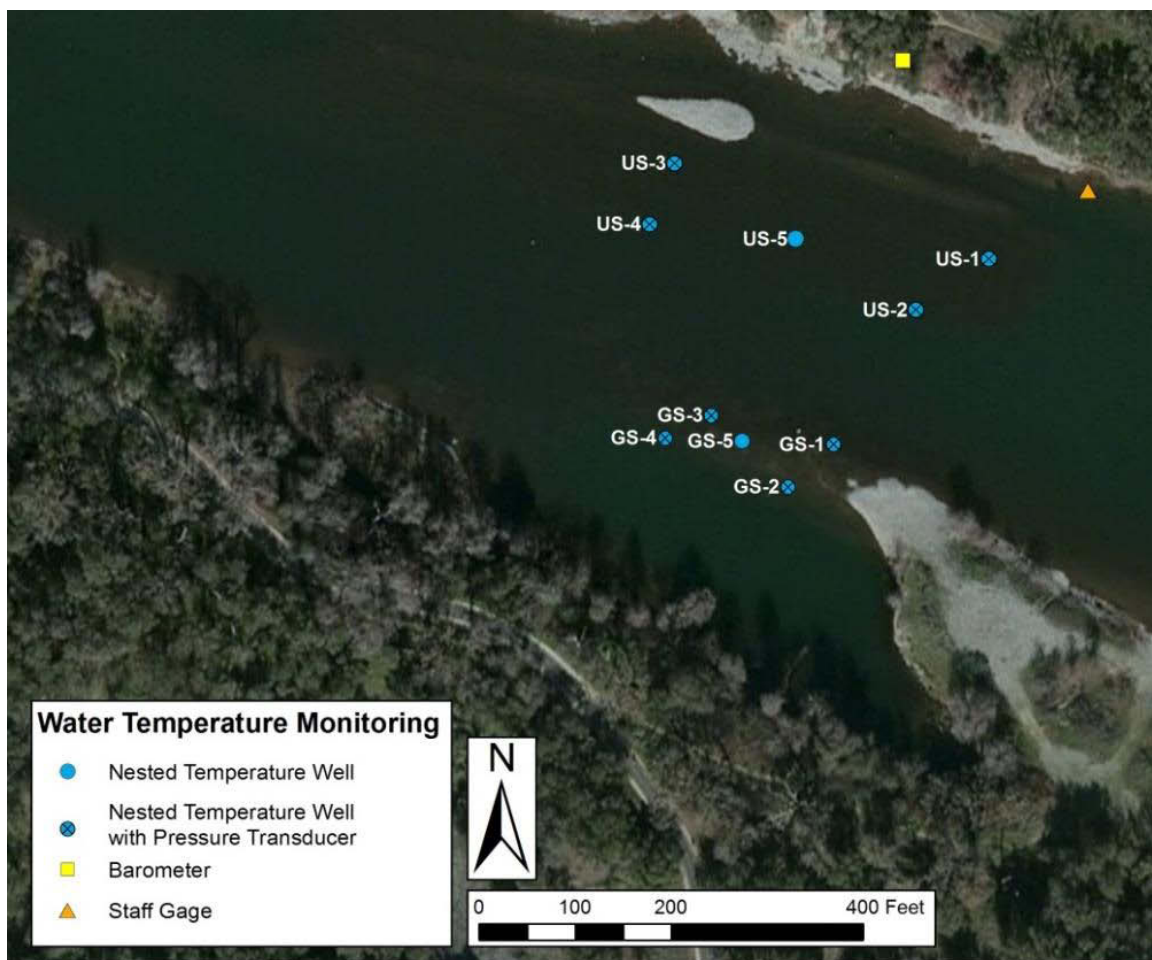 US-3
US-4
US-5
US-1
US-2
GS-3
GS-4
GS-5
GS-1
GS-2
Water Temperature Monitoring
Nested Temperature Well
Nested Temperature Well
with Pressure Transducer
Barometer
Staff Gage
N
0 100 200 400 Feet